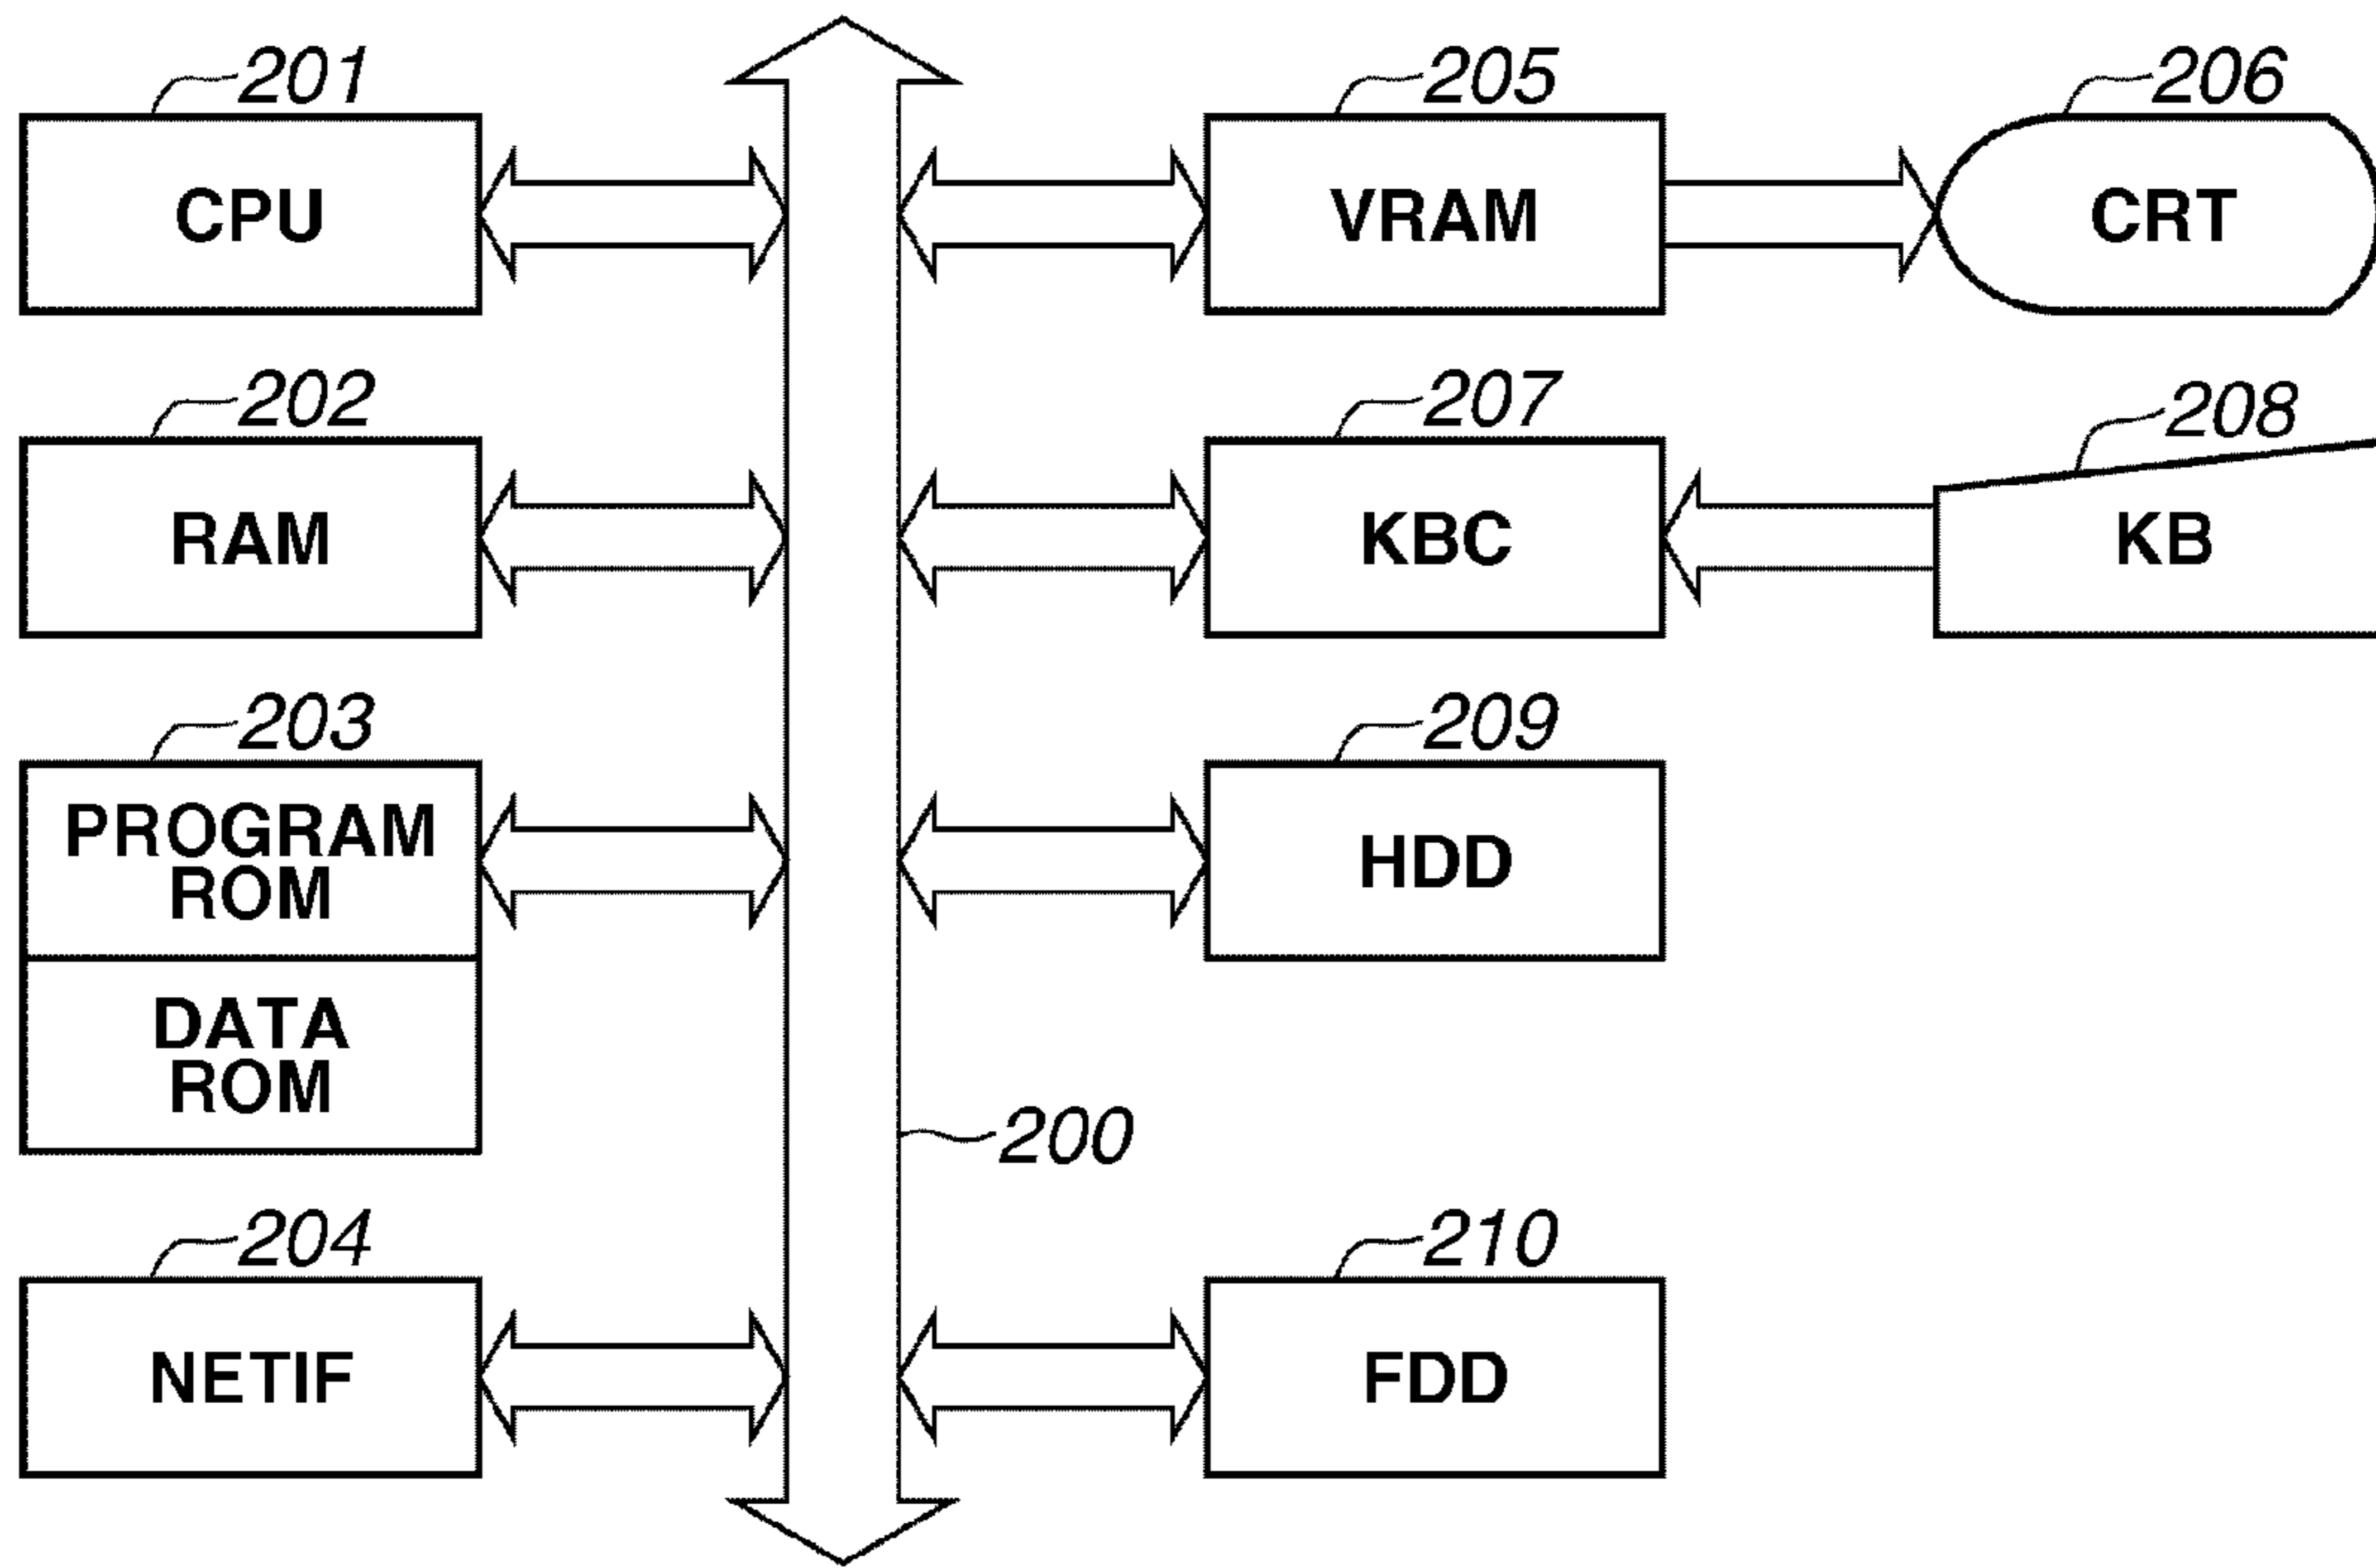 201
CPU
205
VRAM
206
CRT
202
RAM
207
KBC
208
KB
203
PROGRAM
ROM
DATA
ROM
209
HDD
200
204
NETIF
210
FDD